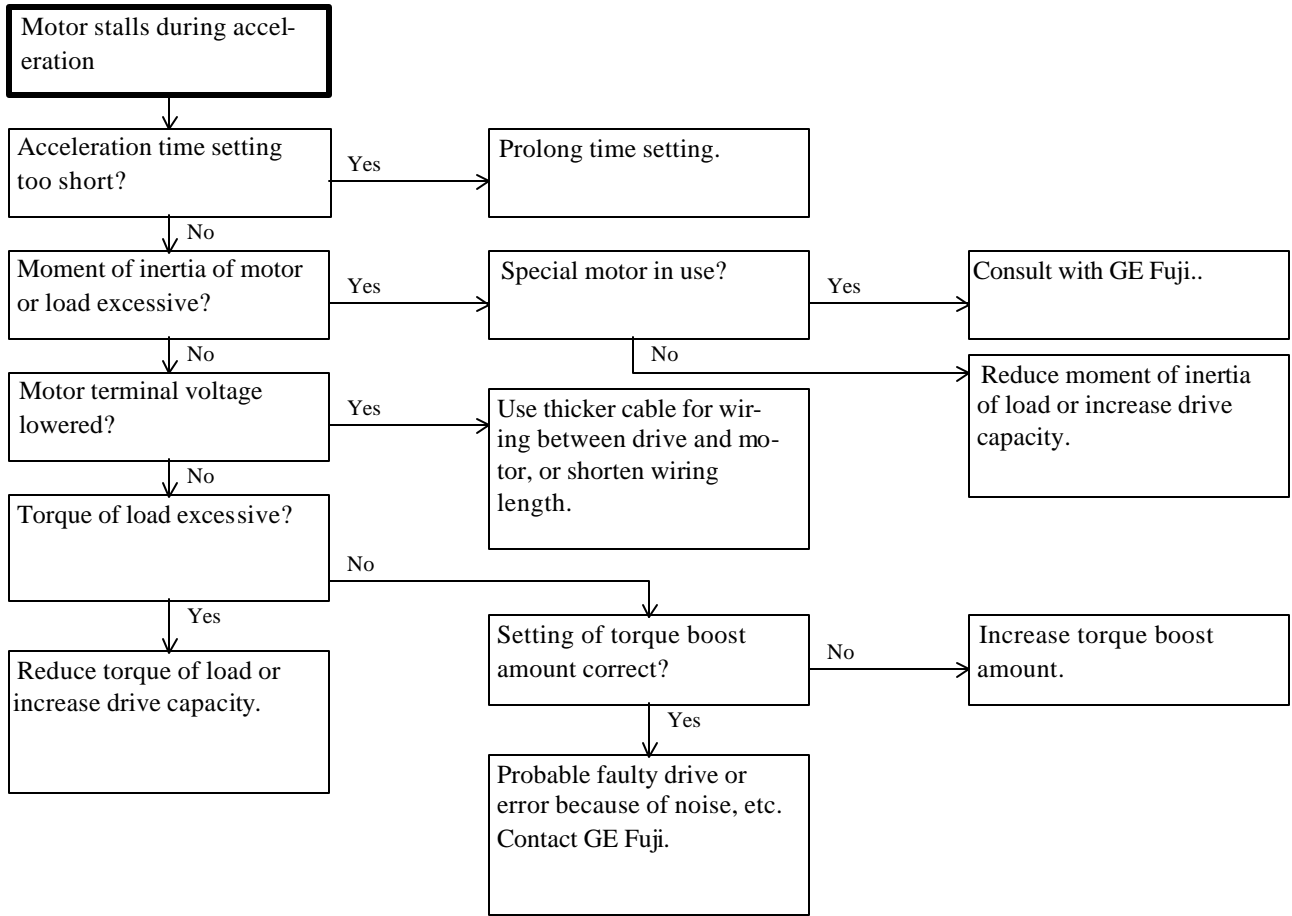 Motor stalls during accel-
eration
Acceleration time setting
too short?
Yes
Prolong time setting.
No
Moment of inertia of motor
or load excessive?
Yes
Special motor in use?
Yes
Consult with GE Fuji..
No
No
Reduce moment of inertia
of load or increase drive
capacity.
Motor terminal voltage
lowered?
Yes
Use thicker cable for wir-
ing between drive and mo-
tor, or shorten wiring
length.
No
Torque of load excessive?
No
Yes
Setting of torque boost
amount correct?
No
Increase torque boost
amount.
Reduce torque of load or
increase drive capacity.
Yes
Probable faulty drive or
error because of noise, etc.
Contact GE Fuji.